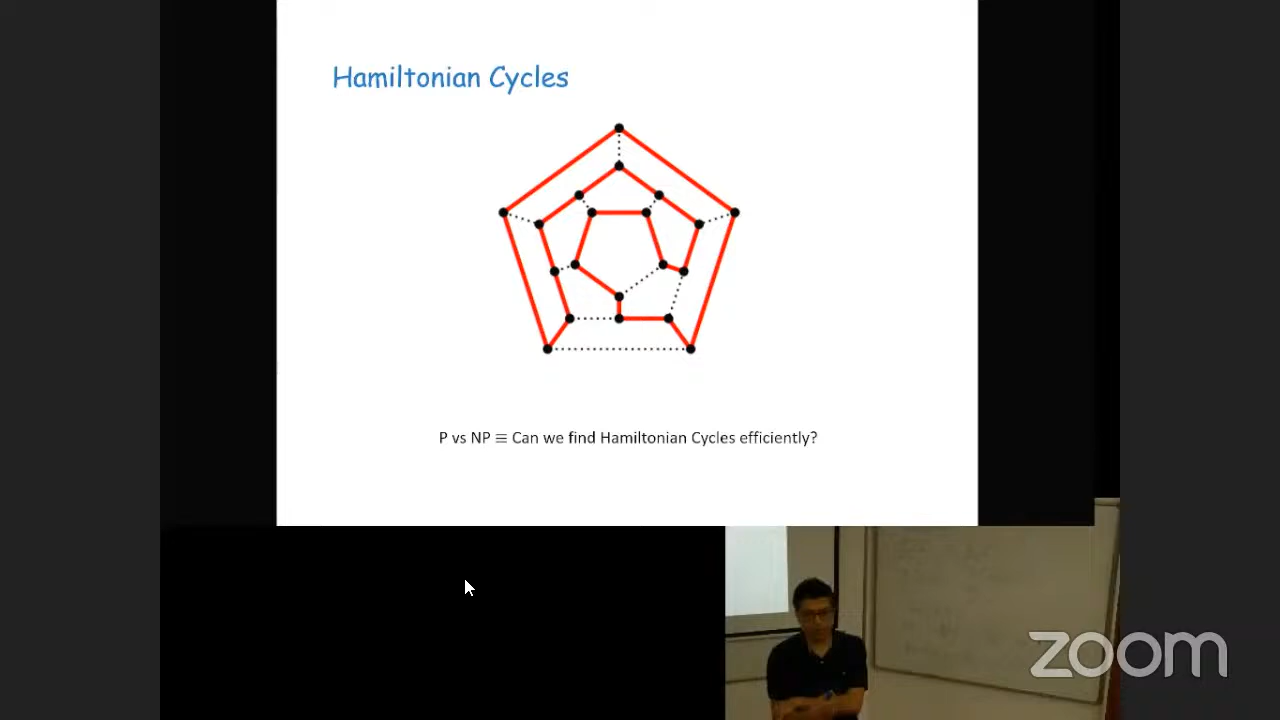 Hamiltonian Cycles
P vs NP ≡ Can we find Hamiltonian Cycles efficiently?
zoom